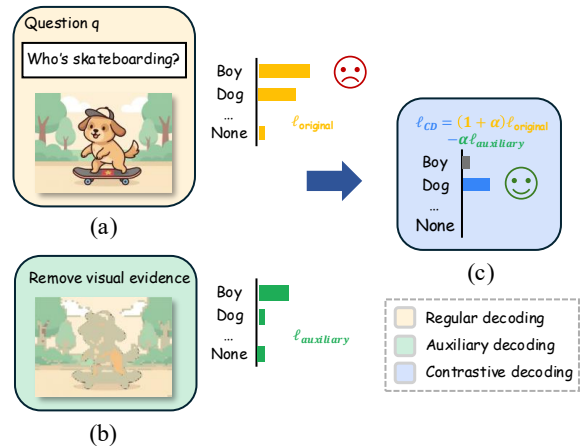 Question q
Who's skateboarding?
Boy
Dog
...
None
ℓoriginal
(a)
Remove visual evidence
Boy
Dog
...
None
ℓauxiliary
(b)
ℓCD = (1 + α)ℓoriginal
−αℓauxiliary
Boy
Dog
...
None
(c)
Regular decoding
Auxiliary decoding
Contrastive decoding